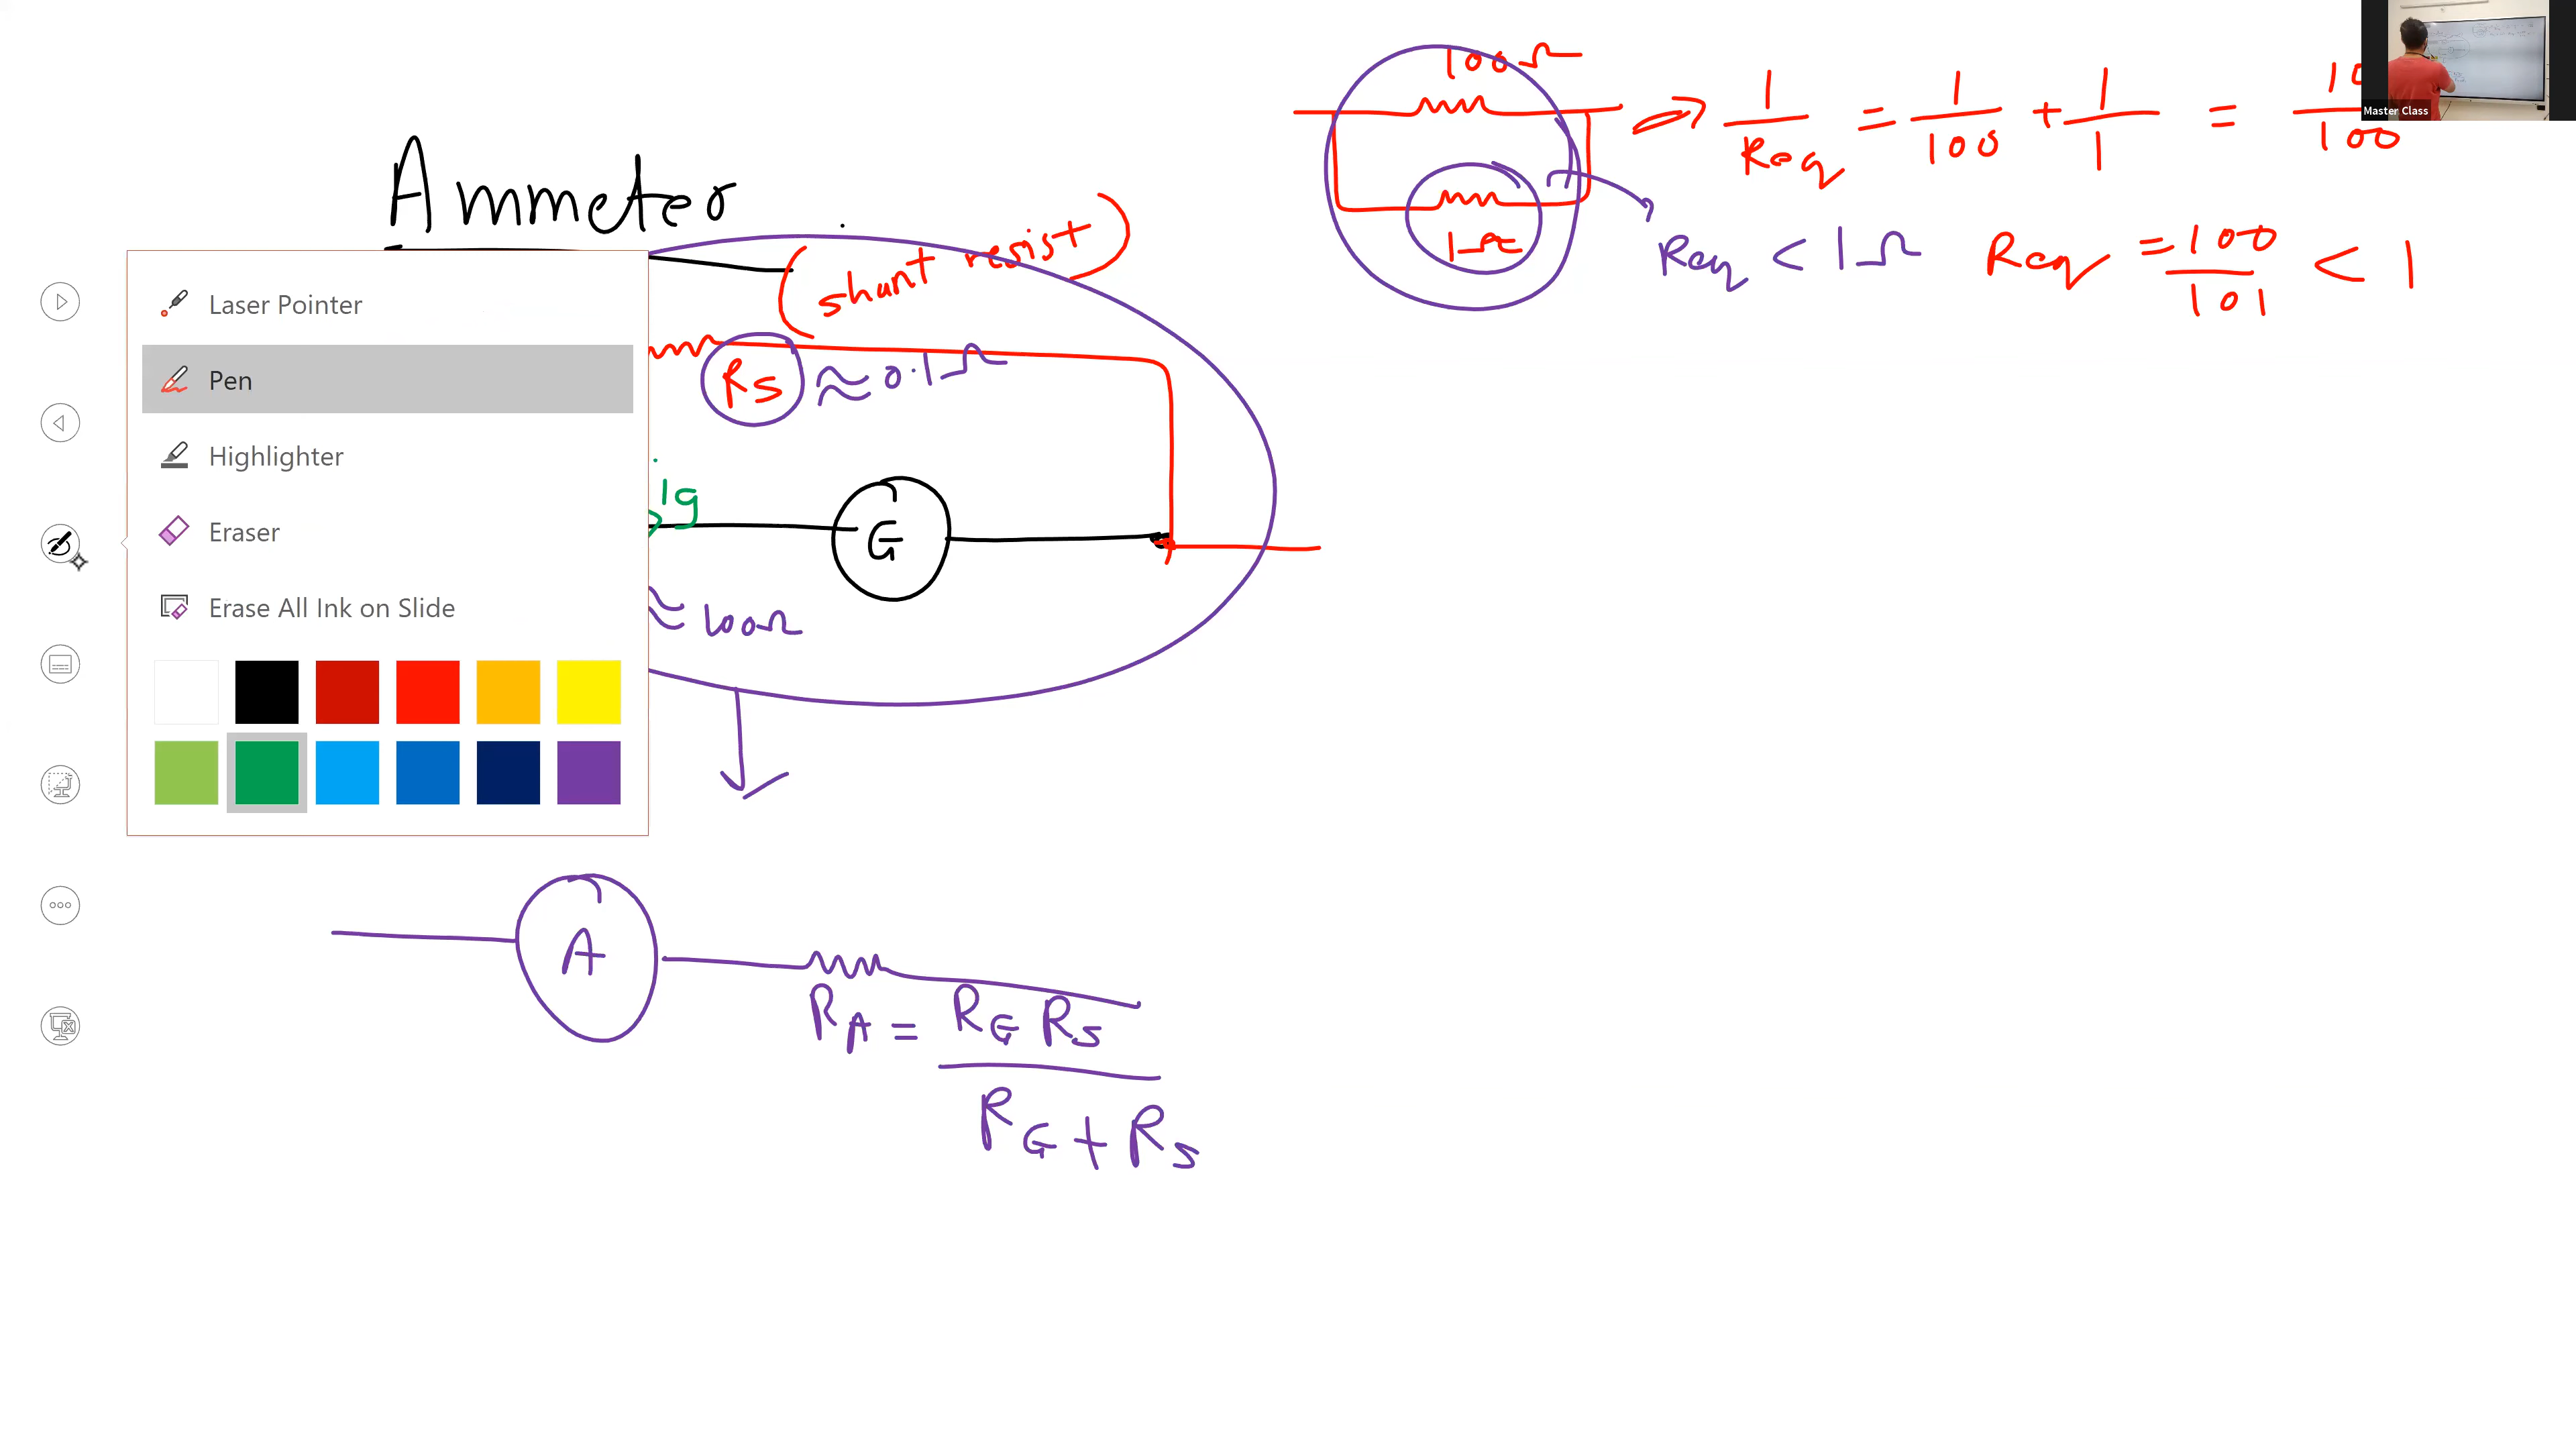 100Ω
1/Req = 1/100 + 1/1 = 10 /100
Master Class
1Ω
Req < 1Ω
Req = 100/101 < 1
Ammeter
(shunt resist)
Rs ≈ 0.1Ω
ig
G
≈ 100Ω
Laser Pointer
Pen
Highlighter
Eraser
Erase All Ink on Slide
A
RA = RG RS / RG + RS